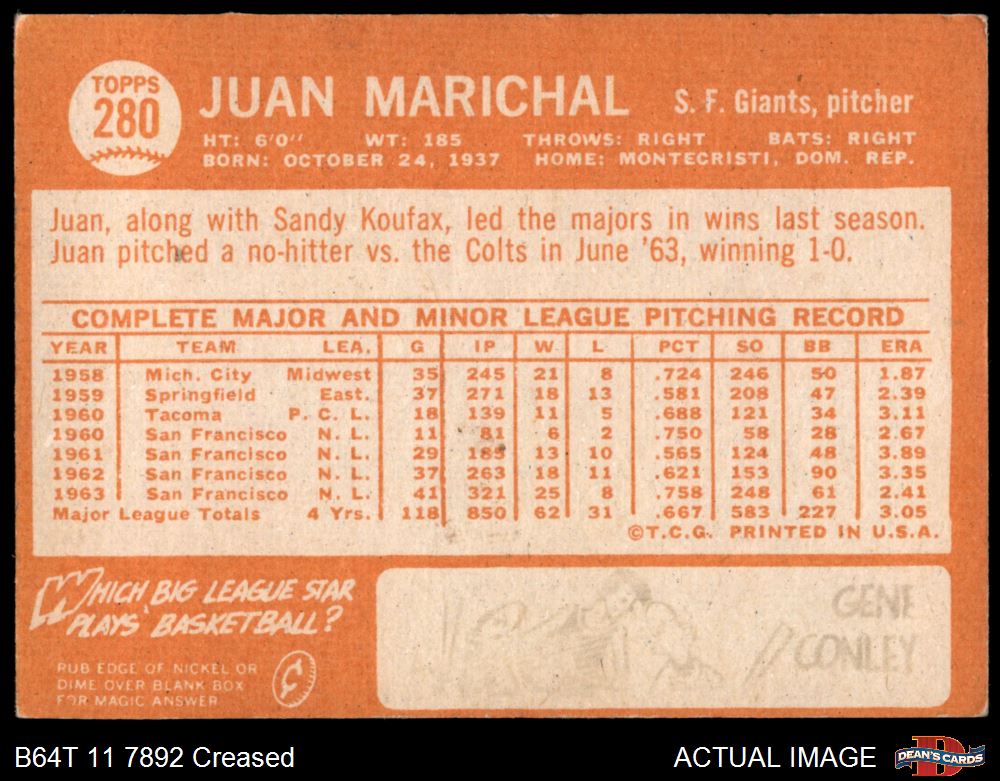 TOPPS
280
JUAN MARICHAL S. F. Giants, pitcher
HT: 6'0" WT: 185 THROWS: RIGHT BATS: RIGHT
BORN: OCTOBER 24, 1937 HOME: MONTECRISTI, DOM. REP.
Juan, along with Sandy Koufax, led the majors in wins last season.
Juan pitched a no-hitter vs. the Colts in June '63, winning 1-0.
COMPLETE MAJOR AND MINOR LEAGUE PITCHING RECORD
YEAR TEAM LEA. G IP W L PCT SO BB ERA
1958 Mich. City Midwest 35 245 21 8 .724 246 50 1.87
1959 Springfield East. 37 271 18 13 .581 208 47 2.39
1960 Tacoma P. C. L. 18 139 11 5 .688 121 34 3.11
1960 San Francisco N. L. 11 81 6 2 .750 58 28 2.67
1961 San Francisco N. L. 29 185 13 10 .565 124 48 3.89
1962 San Francisco N. L. 37 263 18 11 .621 153 90 3.35
1963 San Francisco N. L. 41 321 25 8 .758 248 61 2.41
Major League Totals 4 Yrs. 118 850 62 31 .667 583 227 3.05
©T.C.G. PRINTED IN U.S.A.
WHICH BIG LEAGUE STAR
PLAYS BASKETBALL?
RUB EDGE OF NICKEL OR
DIME OVER BLANK BOX
FOR MAGIC ANSWER
GENE
CONLEY
B64T 11 7892 Creased ACTUAL IMAGE
D
DEAN'S CARDS